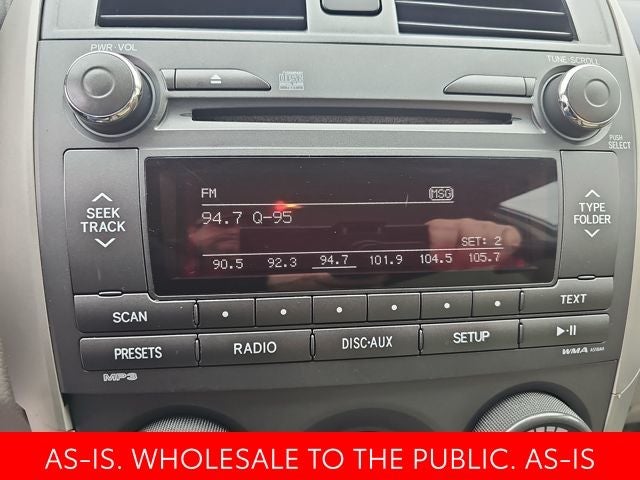 PWR·VOL
TUNE/SCROLL
PUSH
SELECT
FM
MSG
94.7 Q-95
SET: 2
90.5 92.3 94.7 101.9 104.5 105.7
SEEK
TRACK
TYPE
FOLDER
SCAN
TEXT
PRESETS
RADIO
DISC·AUX
SETUP
MP3
WMA
AS-IS. WHOLESALE TO THE PUBLIC. AS-IS